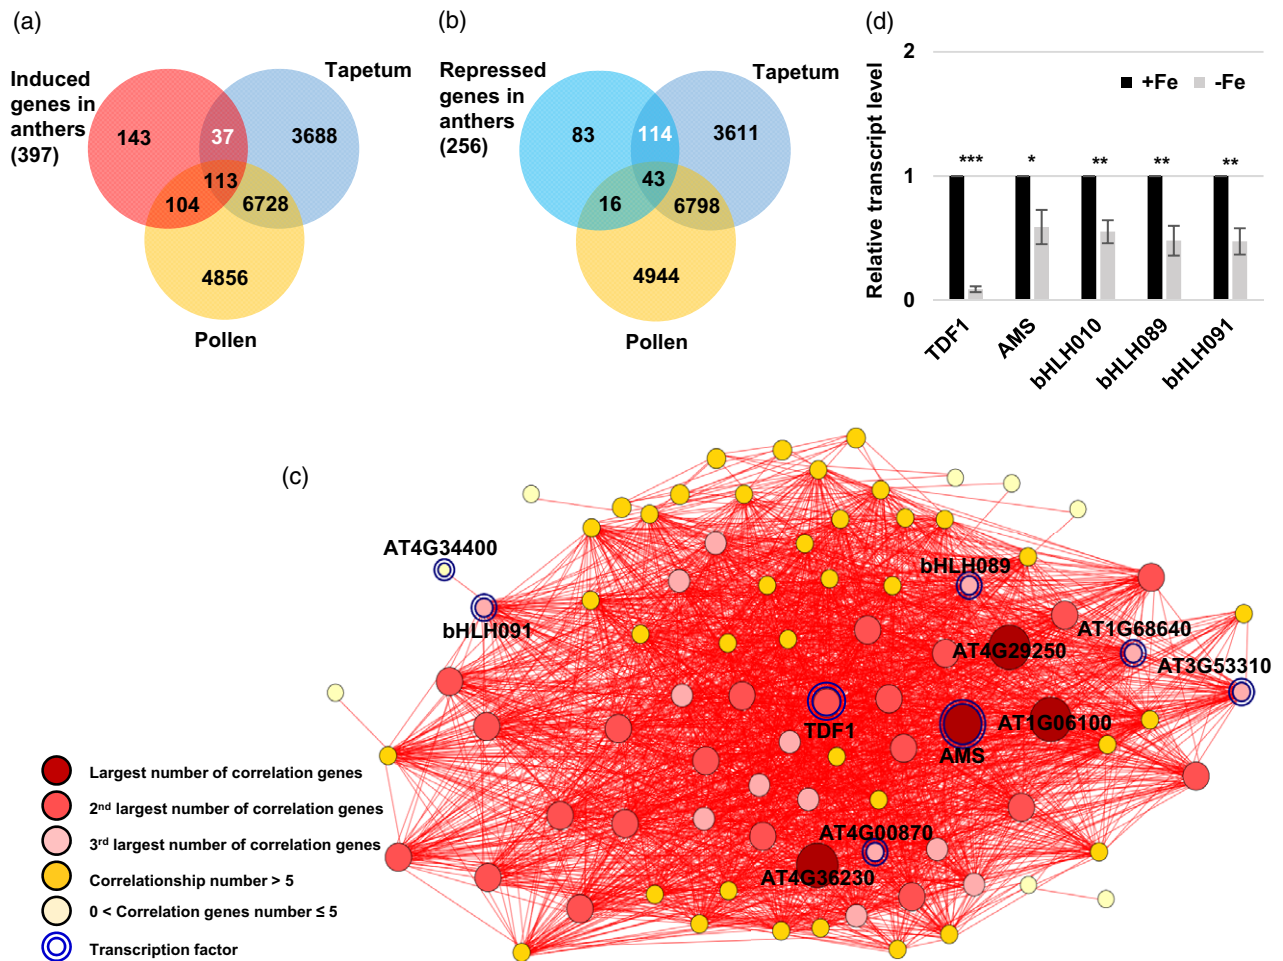 (a)
Induced genes in anthers (397)
Tapetum
143
37
3688
113
104
6728
4856
Pollen
(b)
Repressed genes in anthers (256)
Tapetum
83
114
3611
43
16
6798
4944
Pollen
(d)
Relative transcript level
2
1
0
+Fe
-Fe
***
*
**
**
**
TDF1
AMS
bHLH010
bHLH089
bHLH091
(c)
AT4G34400
bHLH091
bHLH089
AT4G29250
AT1G68640
AT3G53310
TDF1
AMS
AT1G06100
AT4G00870
AT4G36230
Largest number of correlation genes
2nd largest number of correlation genes
3rd largest number of correlation genes
Correlationship number > 5
0 < Correlation genes number ≤ 5
Transcription factor